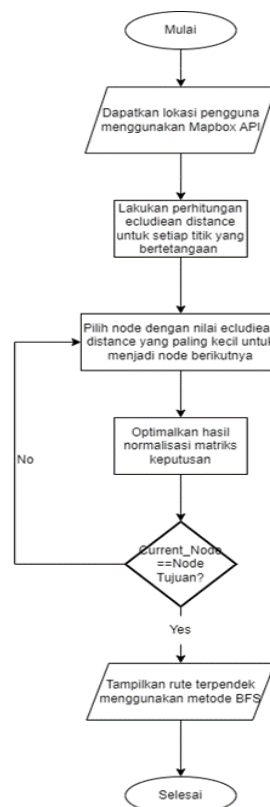 Mulai
Dapatkan lokasi pengguna
menggunakan Mapbox API
Lakukan perhitungan
ecludiean distance
untuk setiap titik yang
bertetangaan
Pilih node dengan nilai ecludiean
distance yang paling kecil untuk
menjadi node berikutnya
Optimalkan hasil
normalisasi matriks
keputusan
No
Current_Node
==Node
Tujuan?
Yes
Tampilkan rute terpendek
menggunakan metode BFS
Selesai